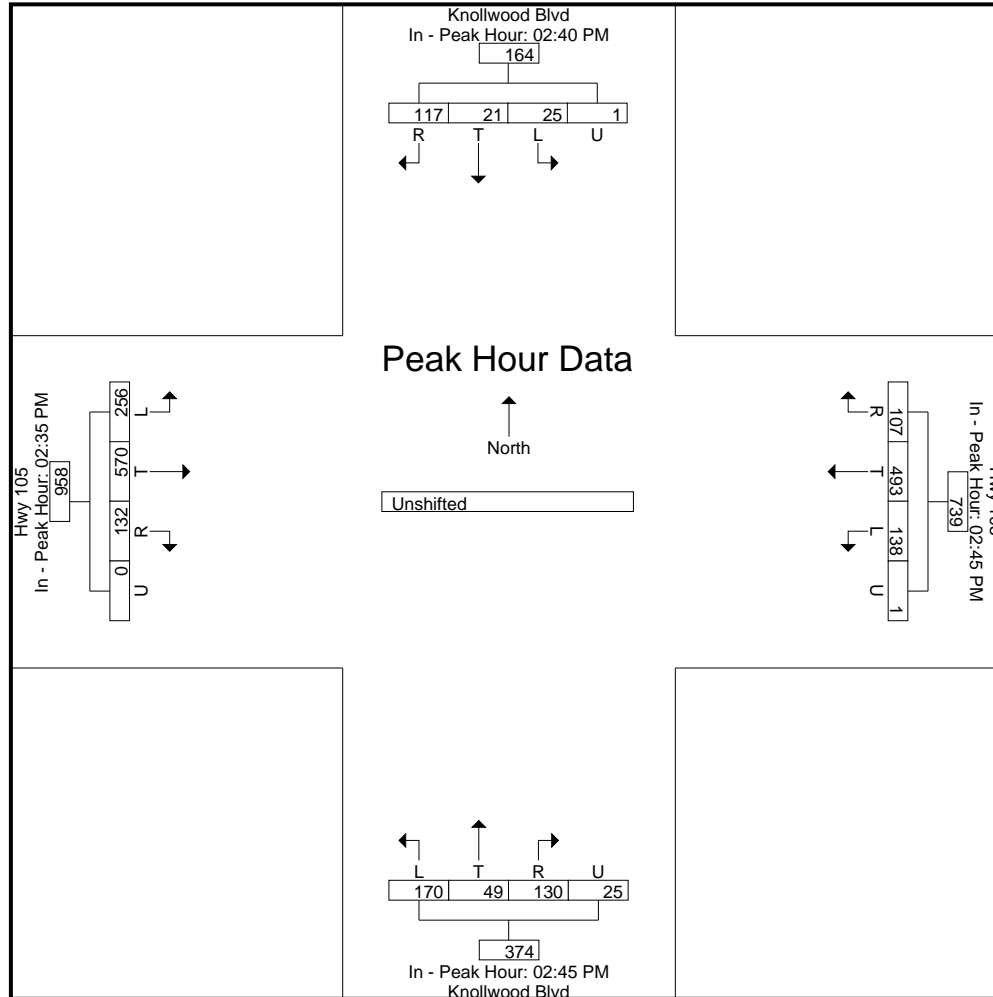 Knollwood Blvd
In - Peak Hour: 02:40 PM
164
117 21 25 1
R T L U
Peak Hour Data
North
Unshifted
Hwy 105
In - Peak Hour: 02:35 PM
958
256 570 132 0
L T R U
In - Peak Hour: 02:45 PM
739
107 493 138 1
R T L U
L T R U
170 49 130 25
374
In - Peak Hour: 02:45 PM
Knollwood Blvd